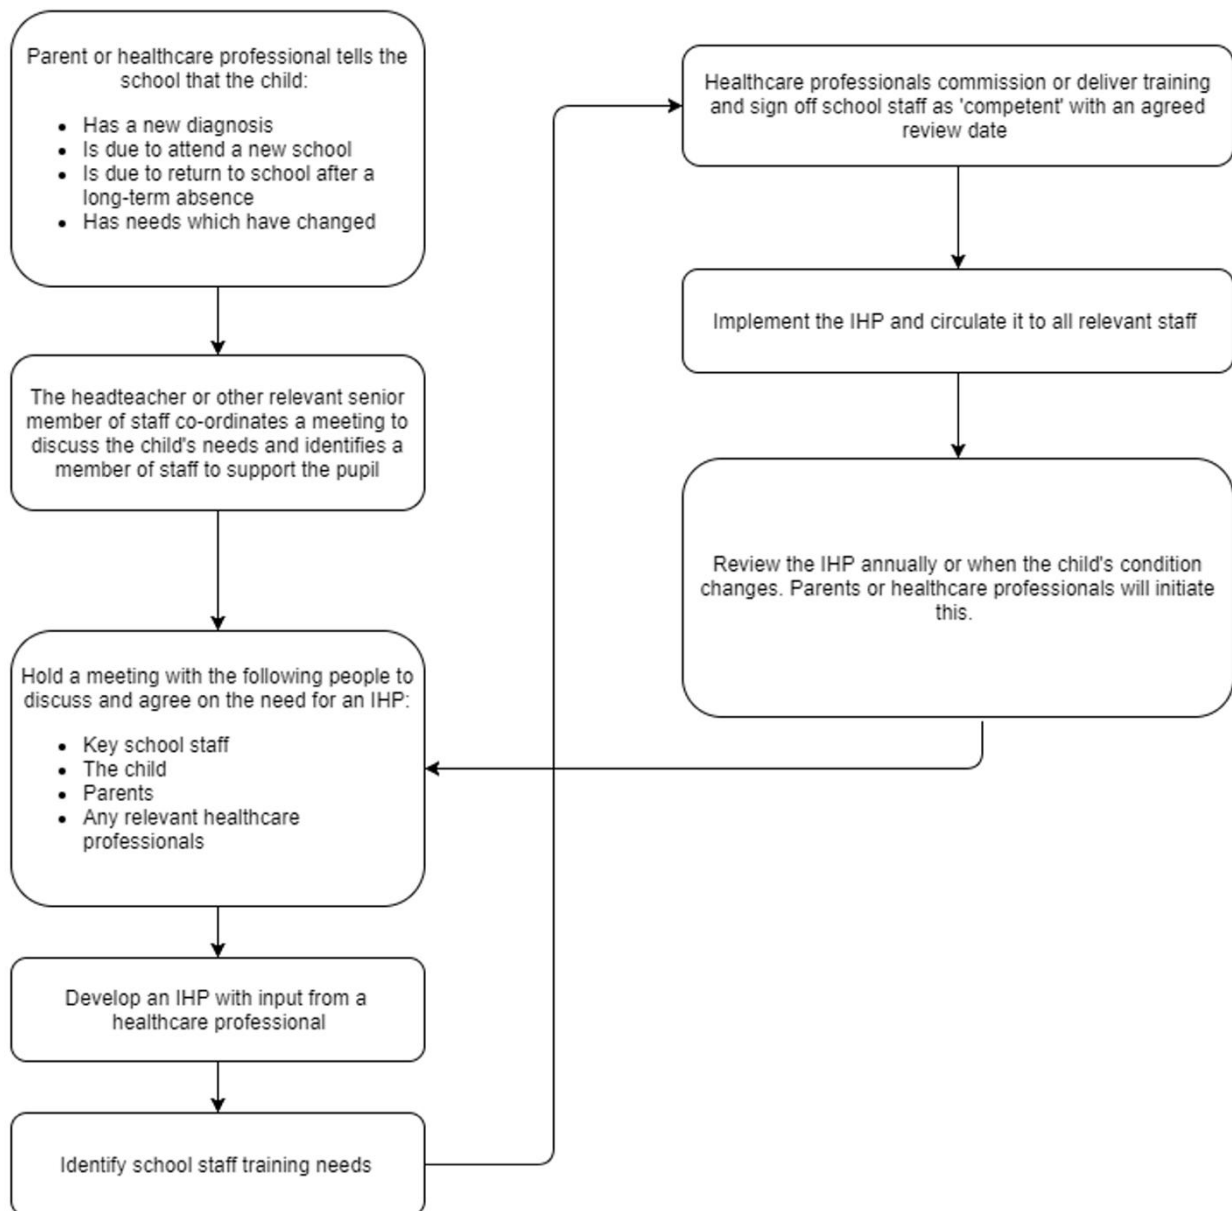 Parent or healthcare professional tells the
school that the child:
• Has a new diagnosis
• Is due to attend a new school
• Is due to return to school after a
long-term absence
• Has needs which have changed
The headteacher or other relevant senior
member of staff co-ordinates a meeting to
discuss the child's needs and identifies a
member of staff to support the pupil
Hold a meeting with the following people to
discuss and agree on the need for an IHP:
• Key school staff
• The child
• Parents
• Any relevant healthcare
professionals
Develop an IHP with input from a
healthcare professional
Identify school staff training needs
Healthcare professionals commission or deliver training
and sign off school staff as 'competent' with an agreed
review date
Implement the IHP and circulate it to all relevant staff
Review the IHP annually or when the child's condition
changes. Parents or healthcare professionals will initiate
this.